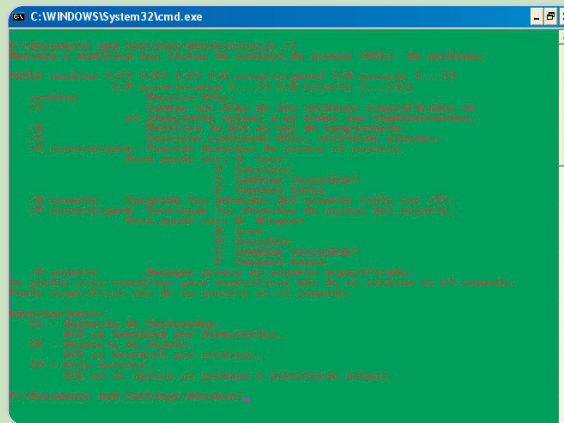 C:\WINDOWS\System32\cmd.exe
C:\Documents and Settings\daniova>cacls /?
Muestra o modifica las listas de control de acceso (ACLs) de archivos
CACLS archivo [/T] [/E] [/C] [/G usuario:perm] [/R usuario [...]]
[/P usuario:perm [...]] [/D usuario [...]]
archivo Muestra ACLs.
/T Cambia las ACLs de los archivos especificados en
el directorio actual y en todos los subdirectorios.
/E Modifica la ACL en vez de reemplazarla.
/C Continúa cambiando ACLs, omitiendo errores.
/G usuario:perm Concede derechos de acceso al usuario.
Perm puede ser: R Leer
W Escribir
C Cambiar (escribir)
F Control total
/R usuario Suspende los derechos del usuario (sólo con /E).
/P usuario:perm Sustituye los derechos de acceso del usuario.
Perm puede ser: N Ninguno
R Leer
W Escribir
C Cambiar (escribir)
F Control total
/D usuario Denegar acceso al usuario especificado.
Se pueden usar comodines para especificar más de un archivo en el comando.
Puede especificar más de un usuario en el comando.
Abreviaciones:
CI - Herencia de Contenedor.
ACE se heredará por directorios.
OI - Herencia de objeto.
ACE se heredará por archivos.
IO - Sólo heredar.
ACE no se aplica al archivo o directorio actual.
C:\Documents and Settings\